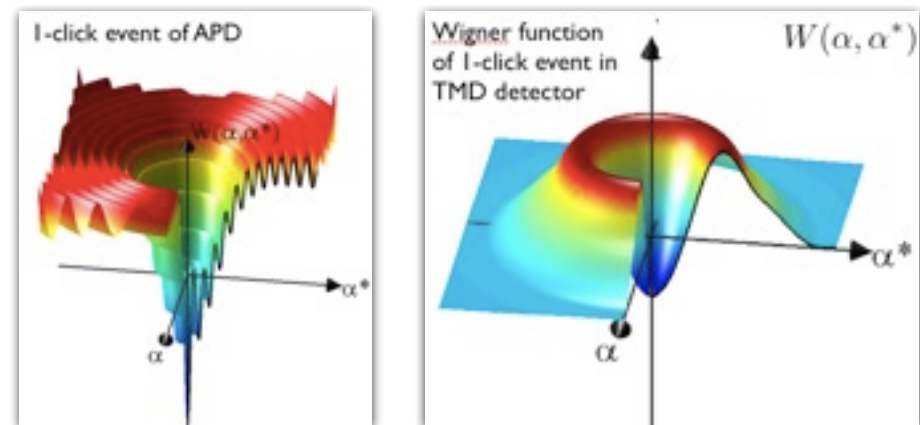 1-click event of APD
W(α,α*)
α*
α
Wigner function
of 1-click event in
TMD detector
W(α, α*)
α*
α